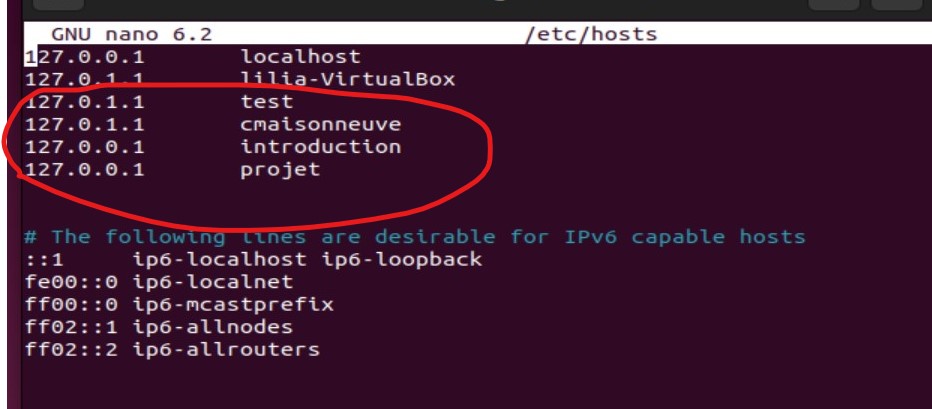 GNU nano 6.2 /etc/hosts
127.0.0.1 localhost
127.0.1.1 lilia-VirtualBox
127.0.1.1 test
127.0.1.1 cmaisonneuve
127.0.0.1 introduction
127.0.0.1 projet
# The following lines are desirable for IPv6 capable hosts
::1 ip6-localhost ip6-loopback
fe00::0 ip6-localnet
ff00::0 ip6-mcastprefix
ff02::1 ip6-allnodes
ff02::2 ip6-allrouters